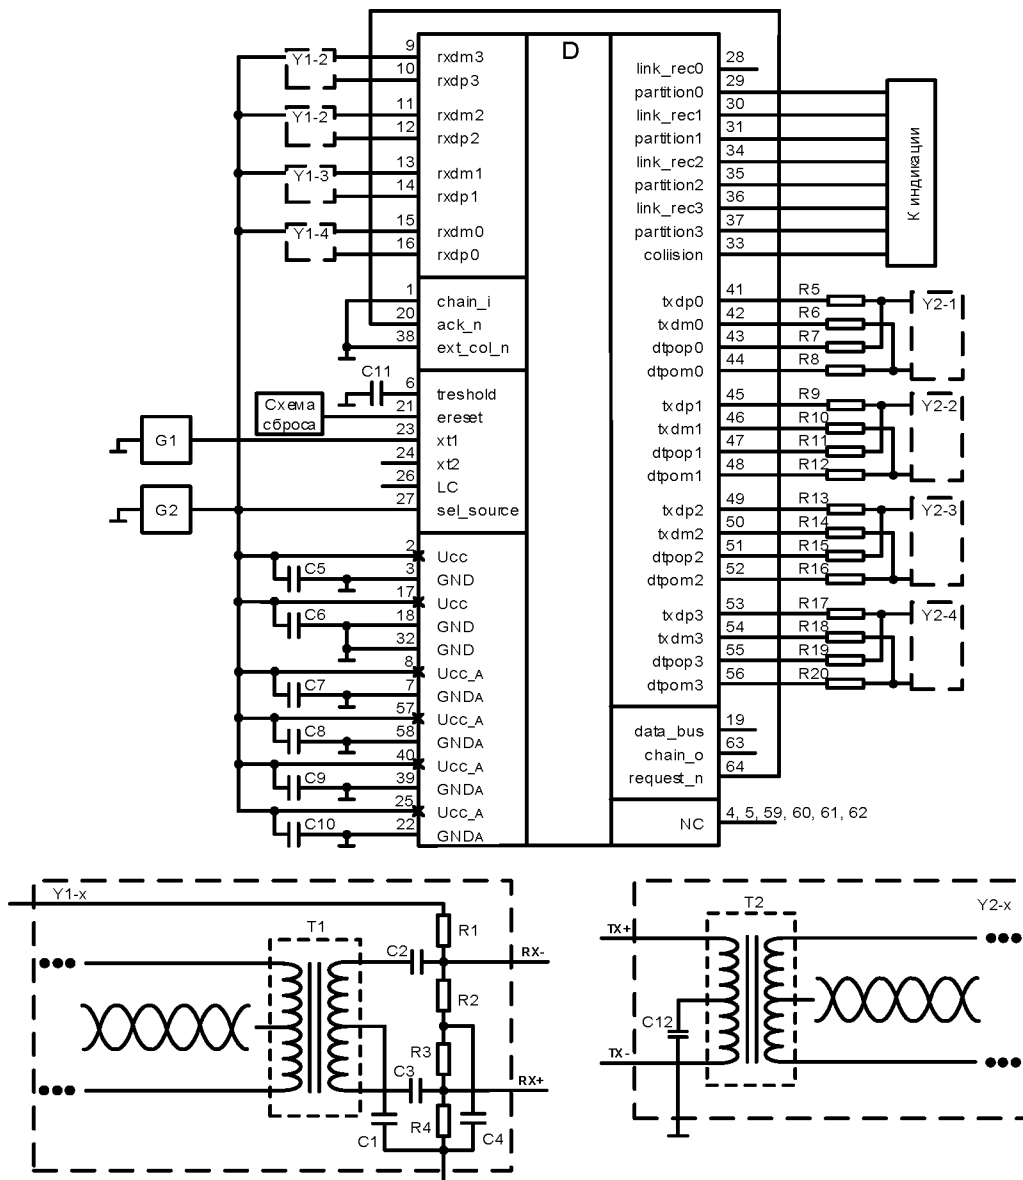 D
Y1-2
9
rxdm3
10
rxdp3
Y1-2
11
rxdm2
12
rxdp2
Y1-3
13
rxdm1
14
rxdp1
Y1-4
15
rxdm0
16
rxdp0
1
chain_i
20
ack_n
38
ext_col_n
C11
6
treshold
Схема
сброса
21
ereset
G1
23
xt1
24
xt2
26
LC
G2
27
sel_source
2
Ucc
C5
3
GND
17
Ucc
C6
18
GND
32
GND
8
Ucc_A
C7
7
GNDA
57
Ucc_A
C8
58
GNDA
40
Ucc_A
C9
39
GNDA
25
Ucc_A
C10
22
GNDA
link_rec0
28
partition0
29
link_rec1
30
partition1
31
link_rec2
34
partition2
35
link_rec3
36
partition3
37
coliision
33
К индикации
txdp0
41
R5
txdm0
42
R6
dtpop0
43
R7
dtpom0
44
R8
Y2-1
txdp1
45
R9
txdm1
46
R10
dtpop1
47
R11
dtpom1
48
R12
Y2-2
txdp2
49
R13
txdm2
50
R14
dtpop2
51
R15
dtpom2
52
R16
Y2-3
txdp3
53
R17
txdm3
54
R18
dtpop3
55
R19
dtpom3
56
R20
Y2-4
data_bus
19
chain_o
63
request_n
64
NC
4, 5, 59, 60, 61, 62
Y1-x
T1
R1
C2
RX-
R2
R3
C3
RX+
R4
C1
C4
Y2-x
T2
TX+
C12
TX-